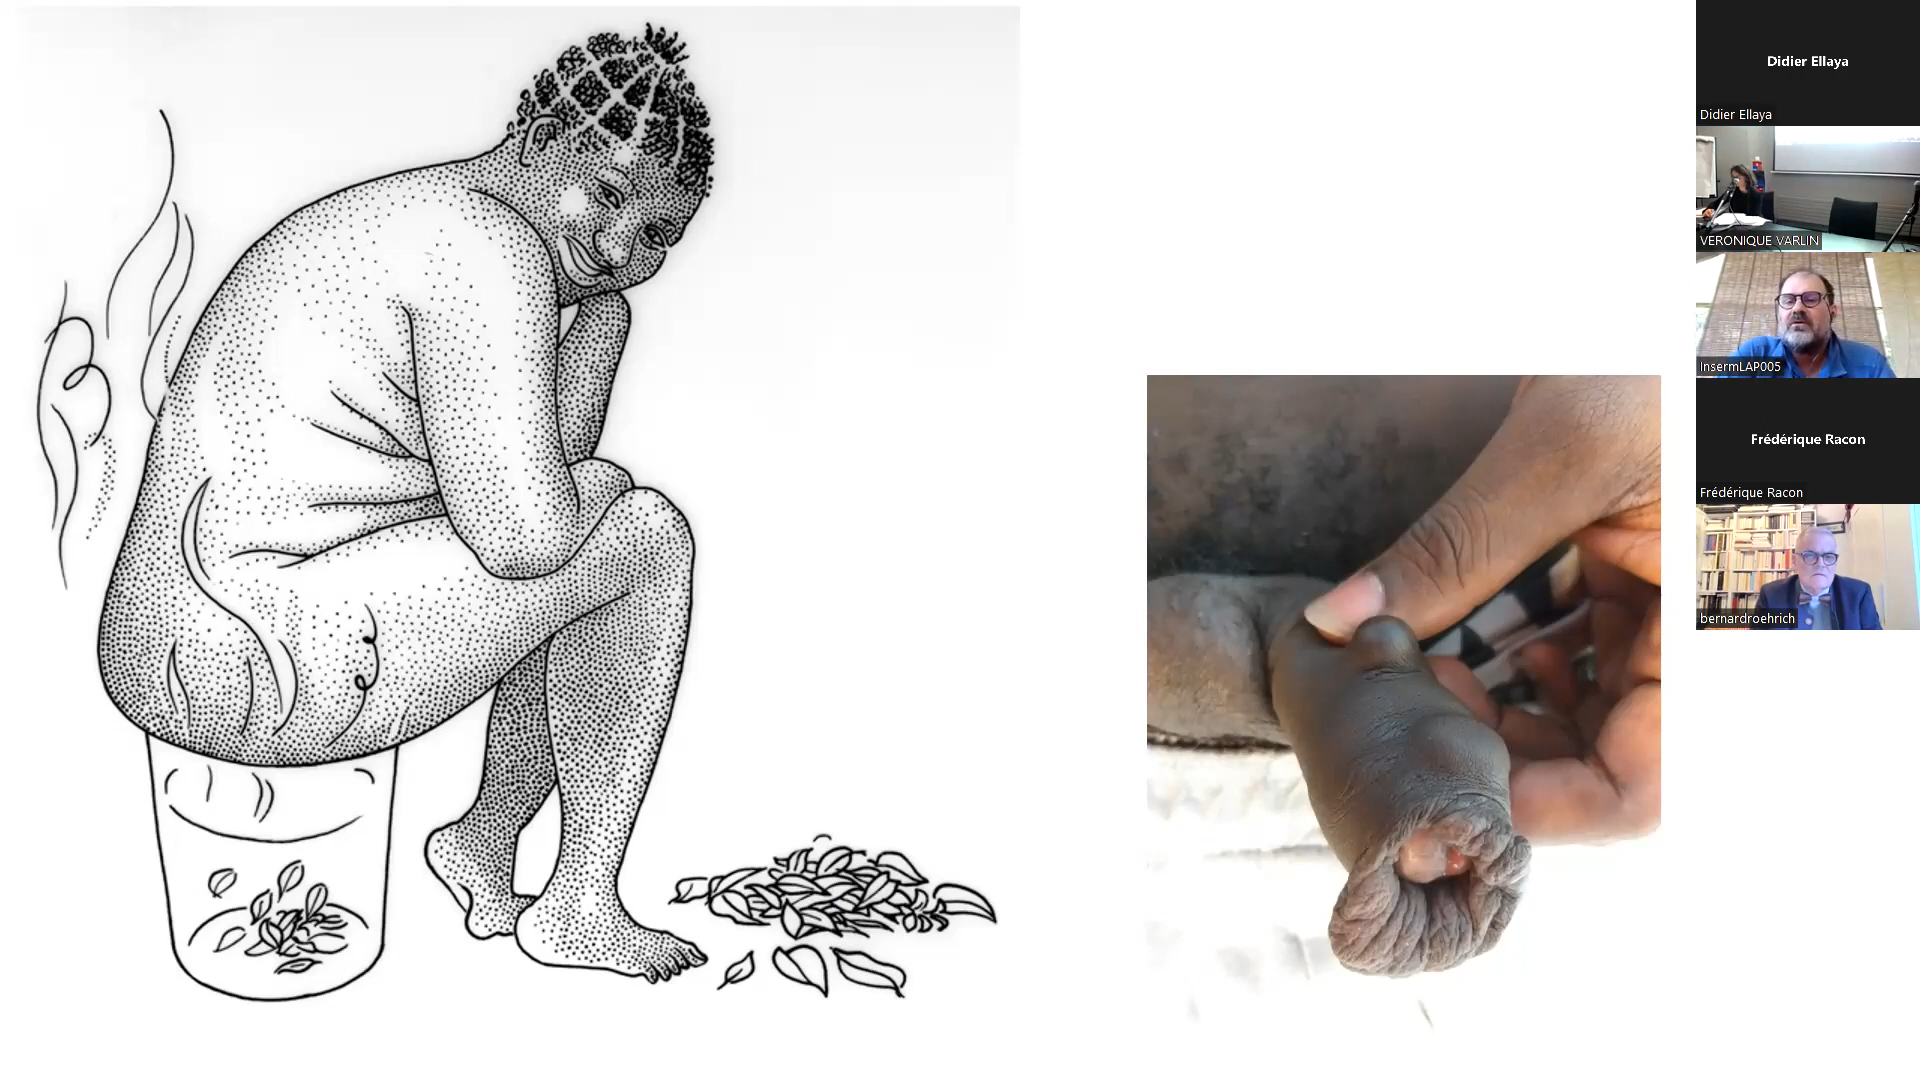 Didier Ellaya
Didier Ellaya
VERONIQUE VARLIN
InsermLAP005
Frédérique Racon
Frédérique Racon
bernardroehrich